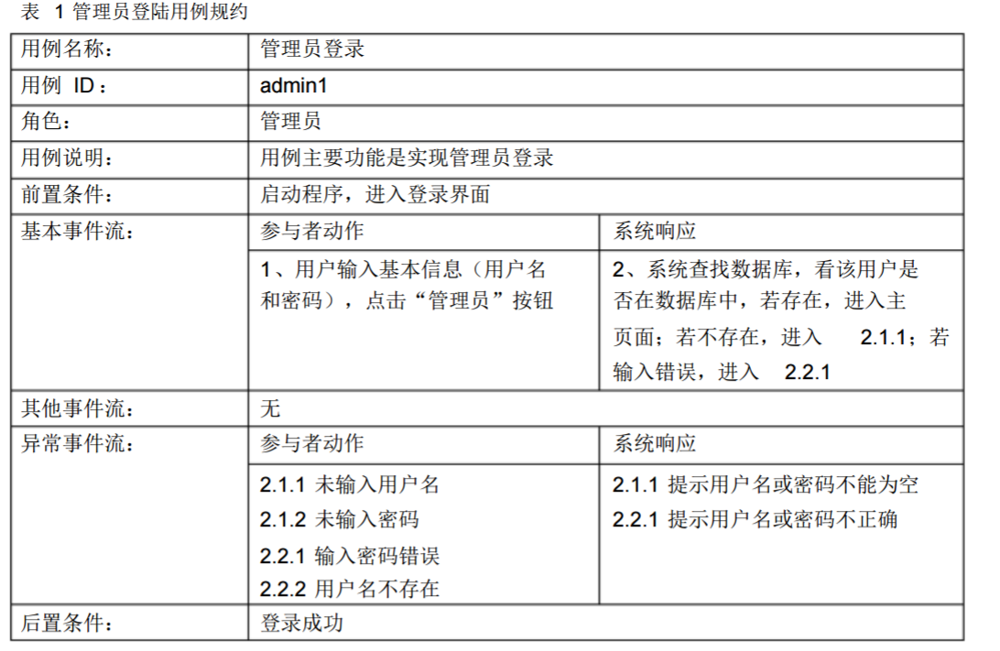 表 1 管理员登陆用例规约
用例名称： 管理员登录
用例 ID： admin1
角色： 管理员
用例说明： 用例主要功能是实现管理员登录
前置条件： 启动程序，进入登录界面
基本事件流： 参与者动作 系统响应
1、用户输入基本信息（用户名
和密码），点击“管理员”按钮
2、系统查找数据库，看该用户是
否在数据库中，若存在，进入主
页面；若不存在，进入 2.1.1；若
输入错误，进入 2.2.1
其他事件流： 无
异常事件流： 参与者动作 系统响应
2.1.1 未输入用户名
2.1.2 未输入密码
2.2.1 输入密码错误
2.2.2 用户名不存在
2.1.1 提示用户名或密码不能为空
2.2.1 提示用户名或密码不正确
后置条件： 登录成功